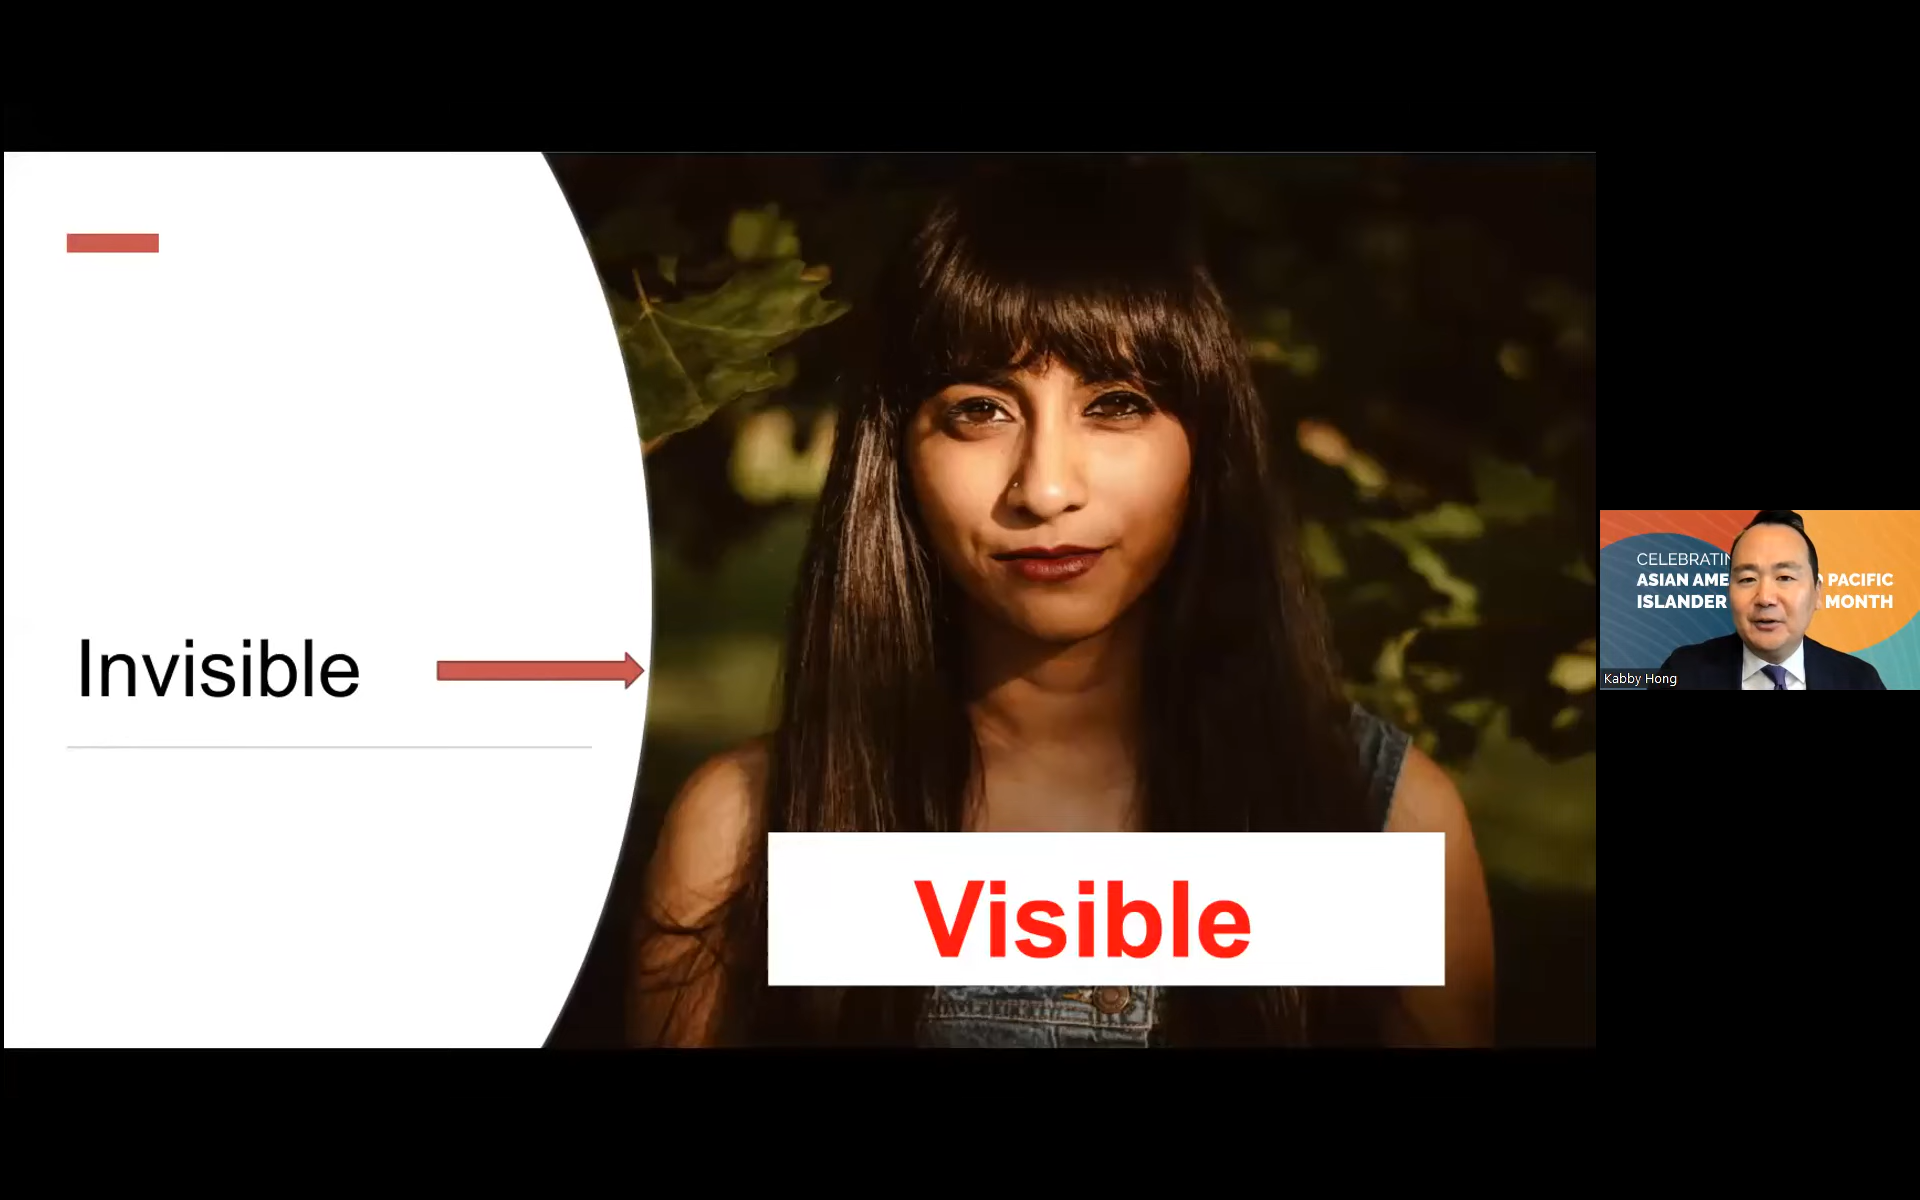 Invisible
Visible
CELEBRATIN
ASIAN AME PACIFIC
ISLANDER MONTH
Kabby Hong